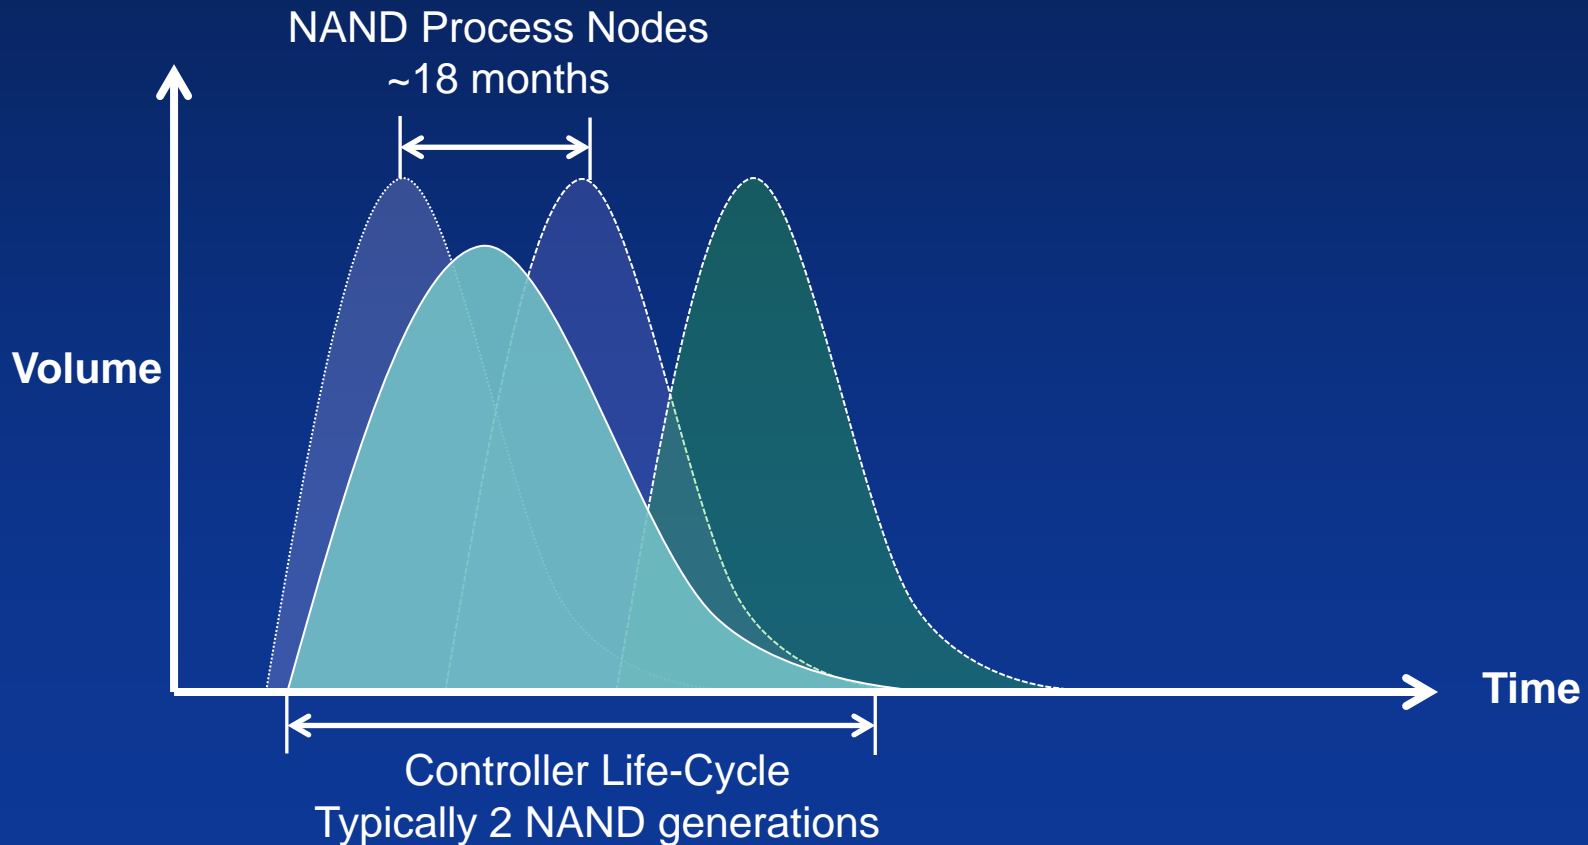 NAND Process Nodes
~18 months
Volume
Time
Controller Life-Cycle
Typically 2 NAND generations